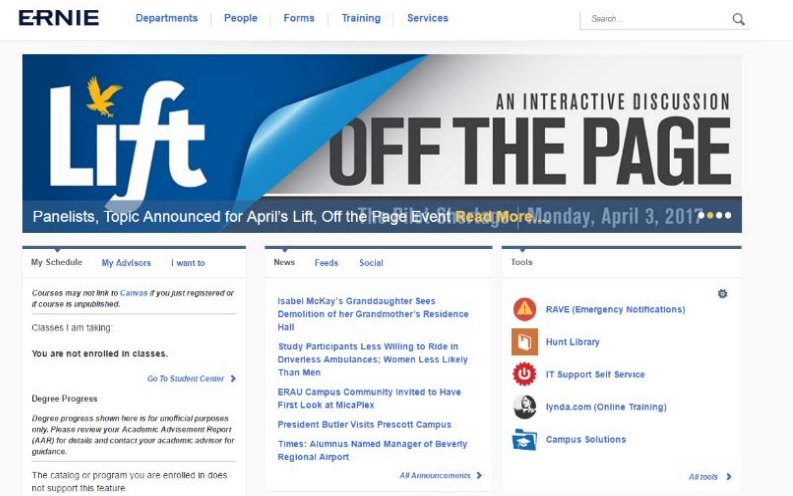 ERNIE
Departments People Forms Training Services
Search...
Lift
AN INTERACTIVE DISCUSSION
OFF THE PAGE
The Pilot Shortage | Monday, April 3, 2017
Panelists, Topic Announced for April's Lift, Off the Page Event Read More....
My Schedule My Advisors I want to
Courses may not link to Canvas if you just registered or
if course is unpublished.
Classes I am taking:
You are not enrolled in classes.
Go To Student Center
Degree Progress
Degree progress shown here is for unofficial purposes
only. Please review your Academic Advisement Report
(AAR) for details and contact your academic advisor for
guidance.
The catalog or program you are enrolled in does
not support this feature.
News Feeds Social
Isabel McKay's Granddaughter Sees
Demolition of her Grandmother's Residence
Hall
Study Participants Less Willing to Ride in
Driverless Ambulances; Women Less Likely
Than Men
ERAU Campus Community Invited to Have
First Look at MicaPlex
President Butler Visits Prescott Campus
Times: Alumnus Named Manager of Beverly
Regional Airport
All Announcements
Tools
RAVE (Emergency Notifications)
Hunt Library
IT Support Self Service
lynda.com (Online Training)
Campus Solutions
All tools